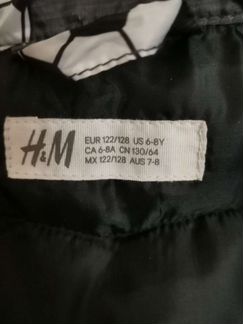 H&M
EUR 122/128 US 6-8Y
CA 6-8A CN 130/64
MX 122/128 AUS 7-8